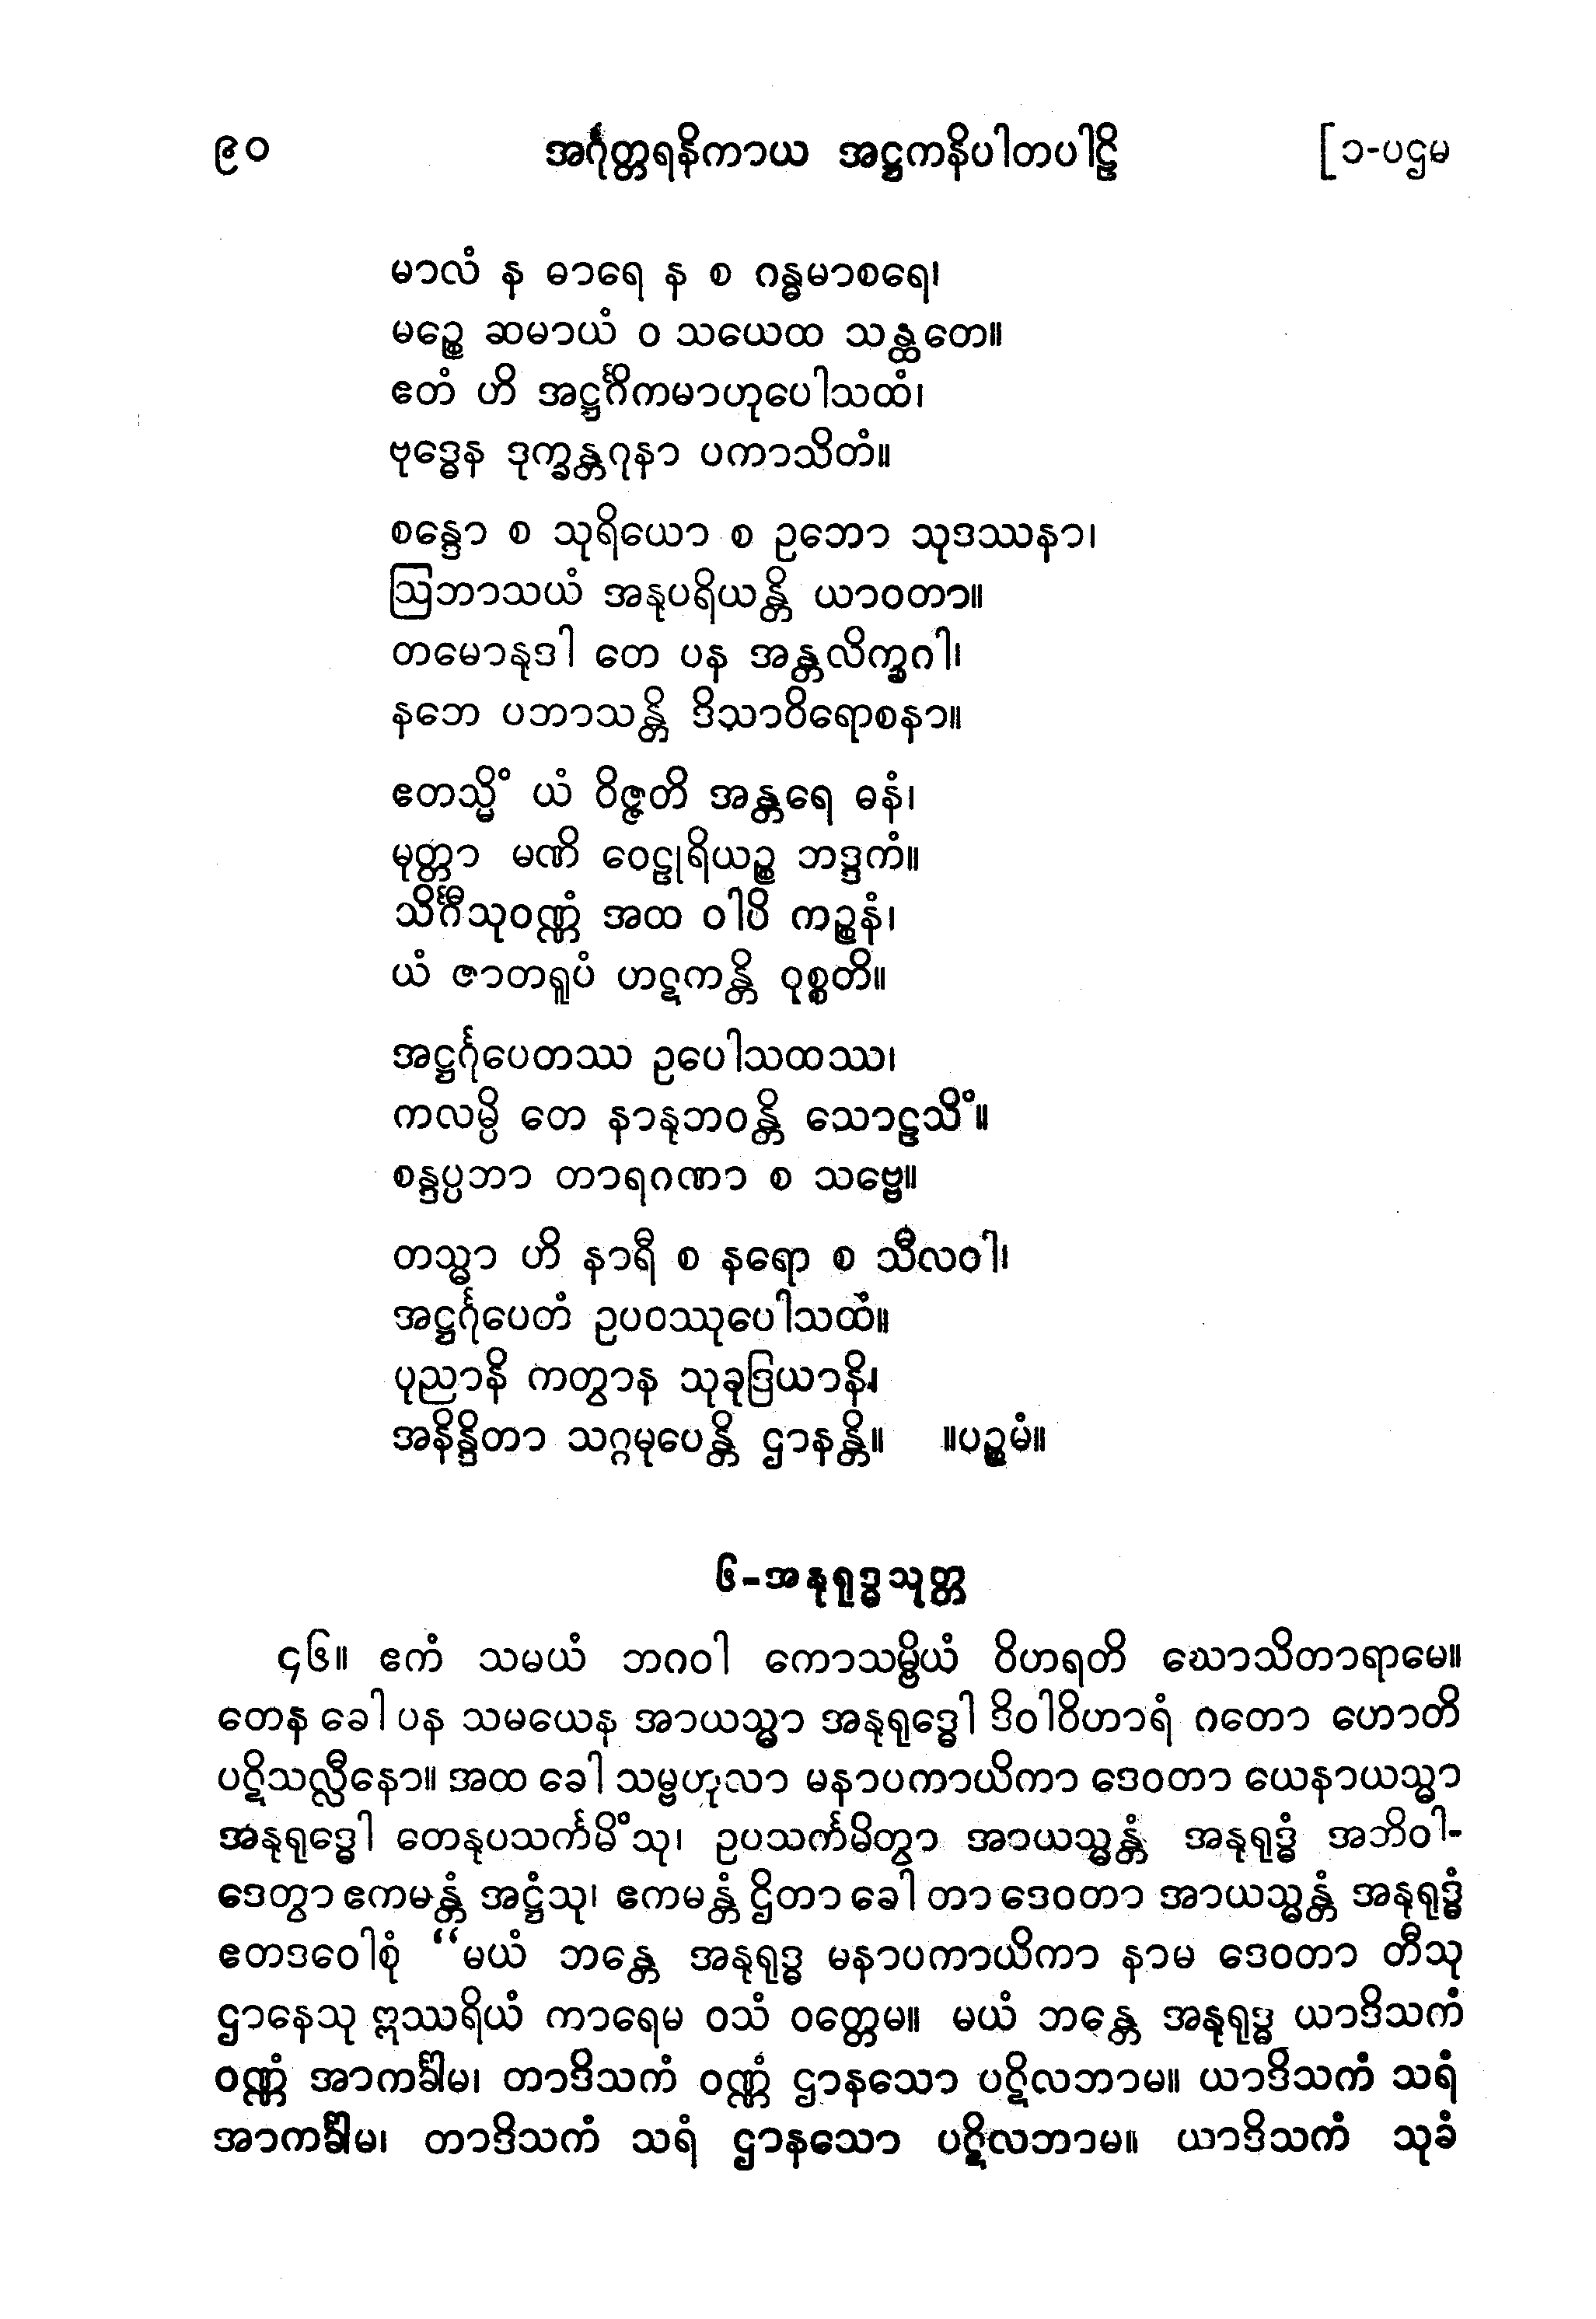 ၉၀ အင်္ဂုတ္တရနိကာယ အဋ္ဌကနိပါတပါဠိ [၁-ပဌမ
မာလံ န ဓာရေ န စ ဂန္ဓမာစရေ၊
မဉ္စေ ဆမာယံ ဝ သယေထ သန္ထတေ။
ဧတံ ဟိ အဋ္ဌင်္ဂိကမာဟုပေါသထံ၊
ဗုဒ္ဓေန ဒုက္ခန္တဂုနာ ပကာသိတံ။
စန္ဒော စ သုရိယော စ ဥဘော သုဒဿနာ၊
ဩဘာသယံ အနုပရိယန္တိ ယာဝတာ။
တမောနုဒါ တေ ပန အန္တလိက္ခဂါ၊
နဘေ ပဘာသန္တိ ဒိသာဝိရောစနာ။
ဧတသ္မိံ ယံ ဝိဇ္ဇတိ အန္တရေ ဓနံ၊
မုတ္တာ မဏိ ဝေဠုရိယဉ္စ ဘဒ္ဒကံ။
သိင်္ဂီသုဝဏ္ဏံ အထ ဝါပိ ကဉ္စနံ၊
ယံ ဇာတရူပံ ဟဋကန္တိ ဝုစ္စတိ။
အဋ္ဌင်္ဂုပေတဿ ဥပေါသထဿ၊
ကလမ္ပိ တေ နာနုဘဝန္တိ သောဠသိံ။
စန္ဒပ္ပဘာ တာရဂဏာ စ သဗ္ဗေ။
တသ္မာ ဟိ နာရီ စ နရော စ သီလဝါ၊
အဋ္ဌင်္ဂုပေတံ ဥပဝဿုပေါသထံ။
ပုညာနိ ကတွာန သုခုဒြယာနိ၊
အနိန္ဒိတာ သဂ္ဂမုပေန္တိ ဌာနန္တိ။ ။ပဉ္စမံ။
၆-အနုရုဒ္ဓသုတ္တ
၄၆။ ဧကံ သမယံ ဘဂဝါ ကောသမ္ဗိယံ ဝိဟရတိ ဃောသိတာရာမေ။
တေန ခေါ ပန သမယေန အာယသ္မာ အနုရုဒ္ဓေါ ဒိဝါဝိဟာရံ ဂတော ဟောတိ
ပဋိသလ္လီနော။ အထ ခေါ သမ္ဗဟုလာ မနာပကာယိကာ ဒေဝတာ ယေနာယသ္မာ
အနုရုဒ္ဓေါ တေနုပသင်္ကမိံသု၊ ဥပသင်္ကမိတွာ အာယသ္မန္တံ အနုရုဒ္ဓံ အဘိဝါ-
ဒေတွာ ဧကမန္တံ အဋ္ဌံသု၊ ဧကမန္တံ ဌိတာ ခေါ တာ ဒေဝတာ အာယသ္မန္တံ အနုရုဒ္ဓံ
ဧတဒဝေါစုံ “မယံ ဘန္တေ အနုရုဒ္ဓ မနာပကာယိကာ နာမ ဒေဝတာ တီသု
ဌာနေသု ဣဿရိယံ ကာရေမ ဝသံ ဝတ္တေမ။ မယံ ဘန္တေ အနုရုဒ္ဓ ယာဒိသကံ
ဝဏ္ဏံ အာကင်္ခါမ၊ တာဒိသကံ ဝဏ္ဏံ ဌာနသော ပဋိလဘာမ။ ယာဒိသကံ သရံ
အာကင်္ခါမ၊ တာဒိသကံ သရံ ဌာနသော ပဋိလဘာမ။ ယာဒိသကံ သုခံ